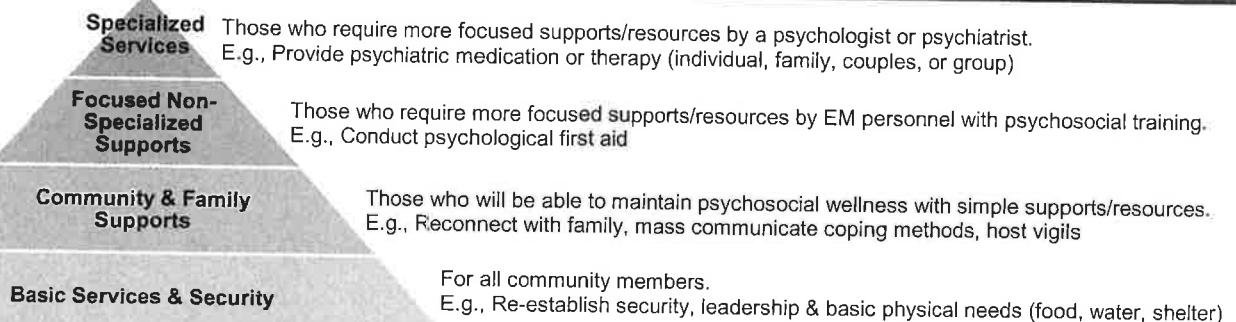 Specialized
Services
Those who require more focused supports/resources by a psychologist or psychiatrist.
E.g., Provide psychiatric medication or therapy (individual, family, couples, or group)
Focused Non-
Specialized
Supports
Those who require more focused supports/resources by EM personnel with psychosocial training.
E.g., Conduct psychological first aid
Community & Family
Supports
Those who will be able to maintain psychosocial wellness with simple supports/resources.
E.g., Reconnect with family, mass communicate coping methods, host vigils
Basic Services & Security
For all community members.
E.g., Re-establish security, leadership & basic physical needs (food, water, shelter)